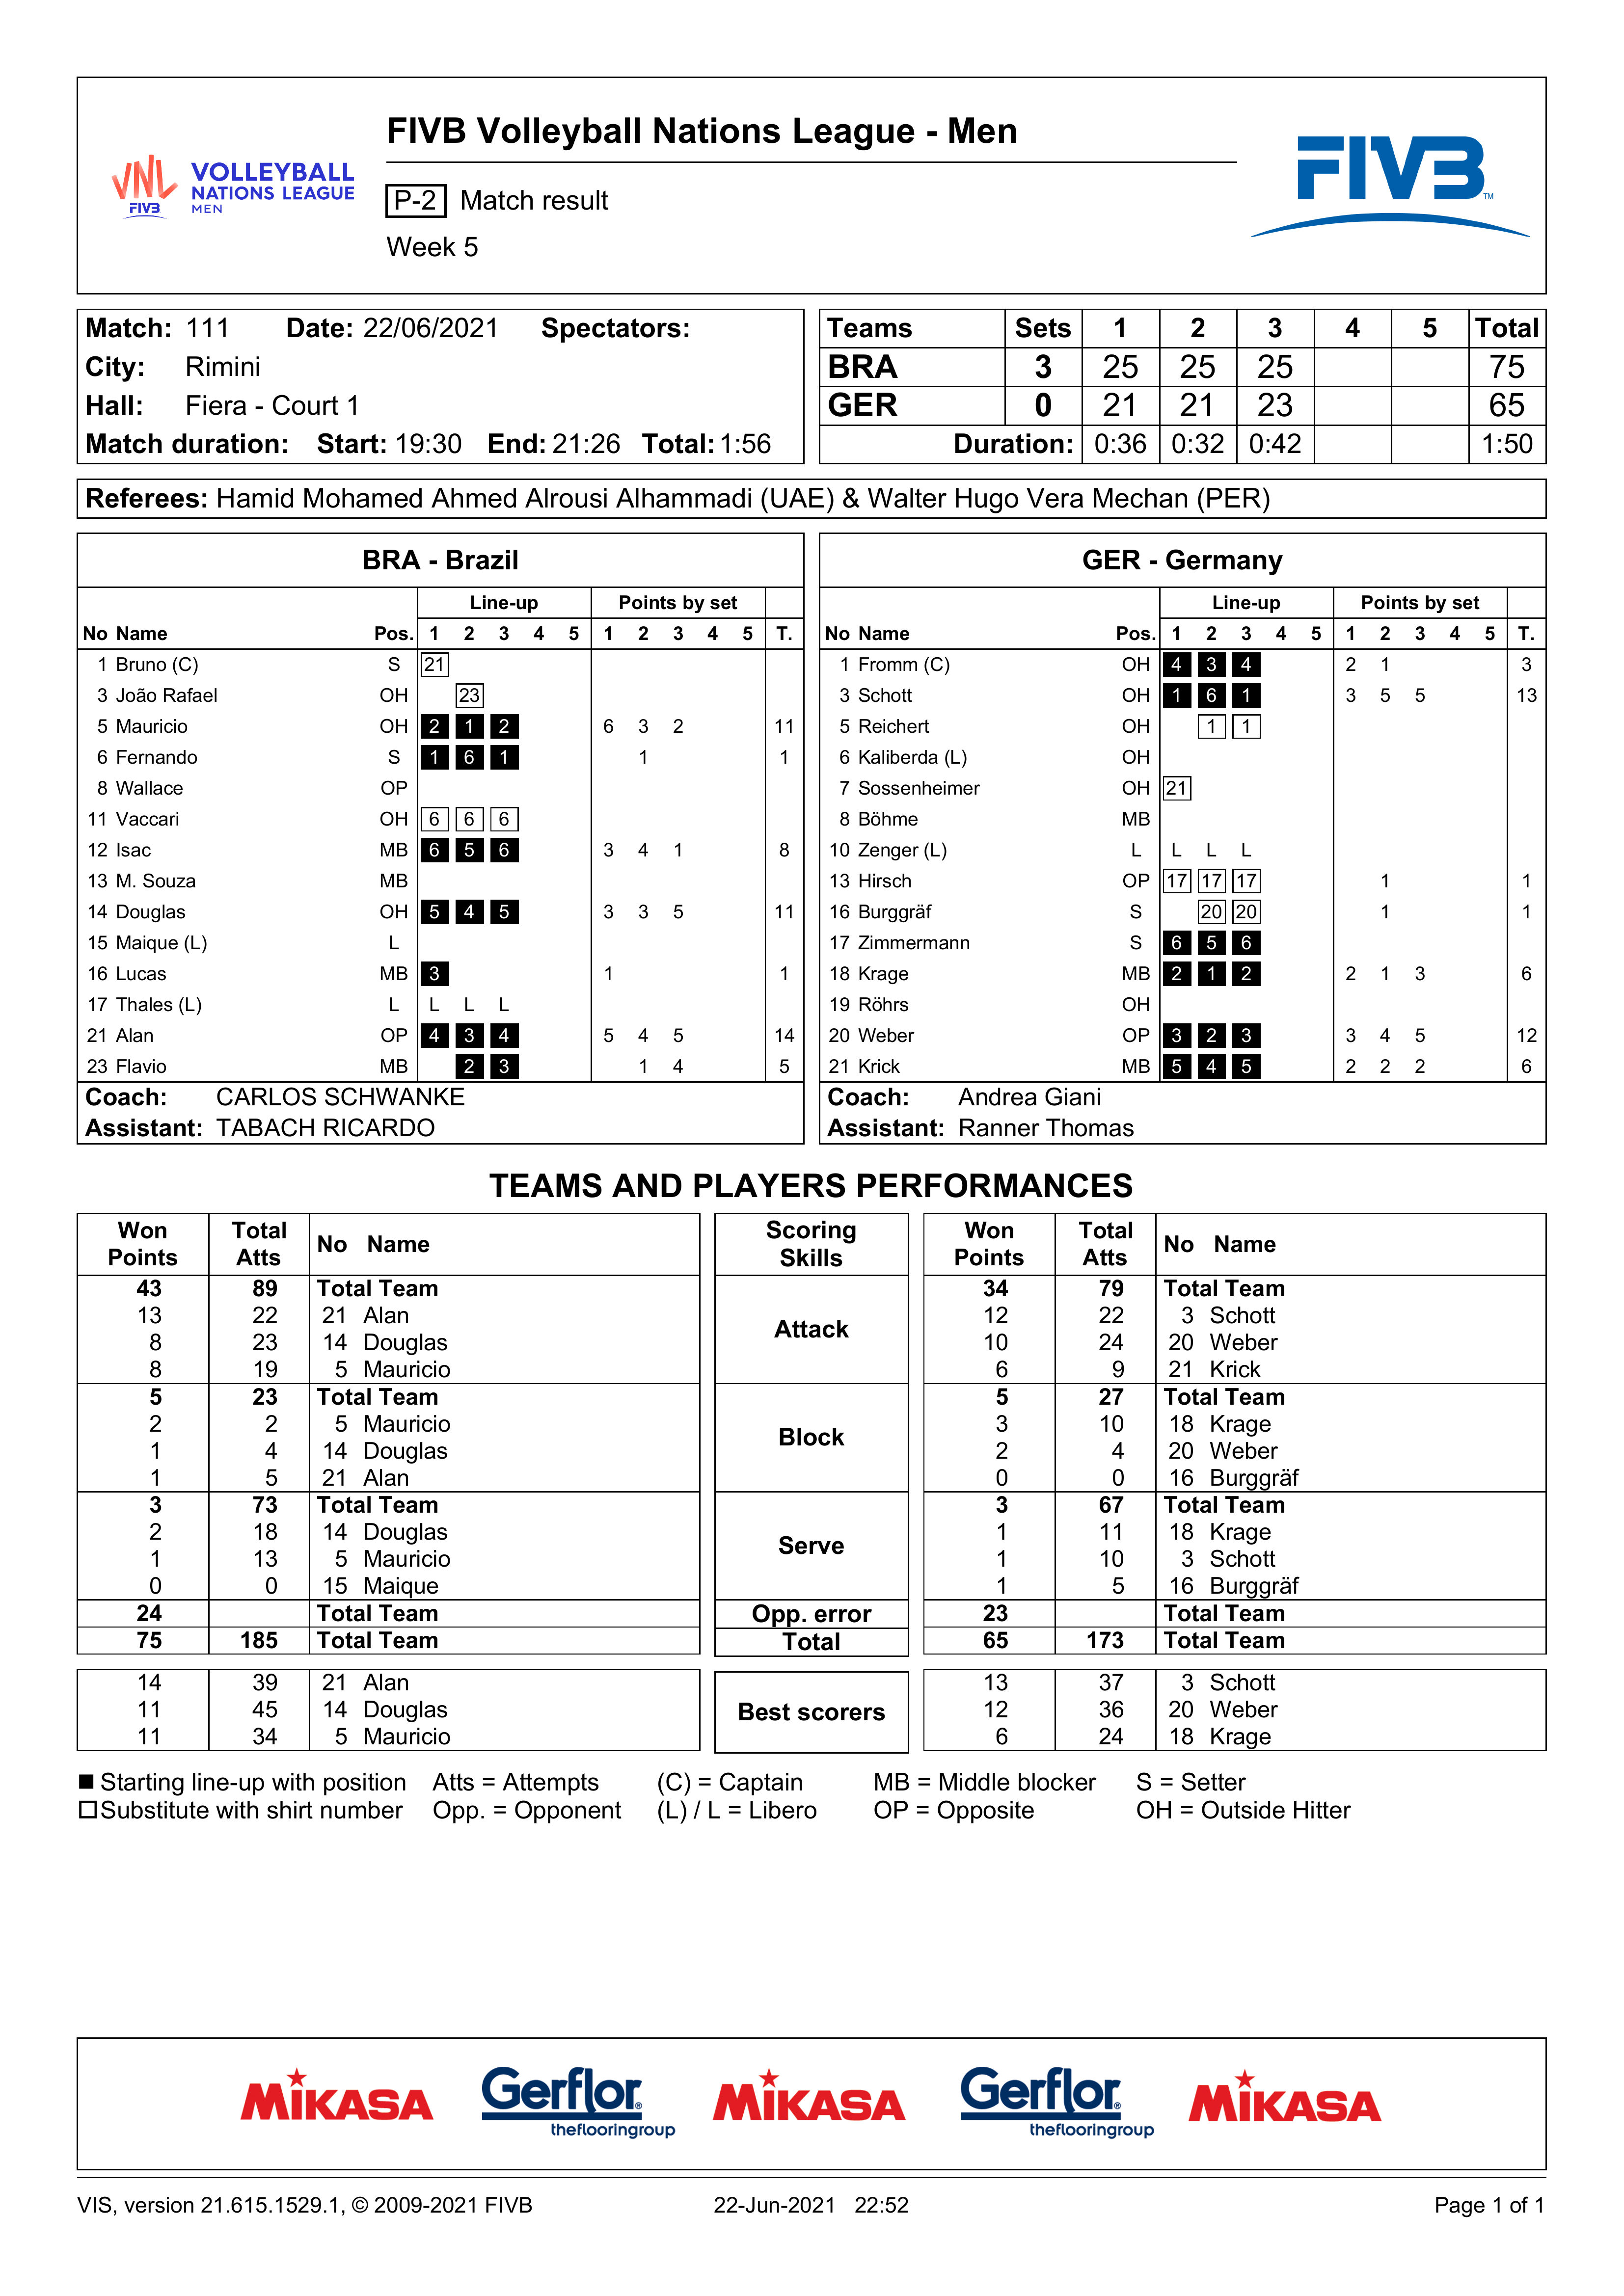 FIVB Volleyball Nations League - Men
VNL FIVB VOLLEYBALL NATIONS LEAGUE MEN
P-2 Match result
FIVB TM
Week 5
Match: 111 Date: 22/06/2021 Spectators:
City: Rimini
Hall: Fiera - Court 1
Match duration: Start: 19:30 End: 21:26 Total: 1:56
Teams Sets 1 2 3 4 5 Total
BRA 3 25 25 25 75
GER 0 21 21 23 65
Duration: 0:36 0:32 0:42 1:50
Referees: Hamid Mohamed Ahmed Alrousi Alhammadi (UAE) & Walter Hugo Vera Mechan (PER)
BRA - Brazil
Line-up Points by set
No Name Pos. 1 2 3 4 5 1 2 3 4 5 T.
1 Bruno (C) S 21
3 João Rafael OH 23
5 Mauricio OH 2 1 2 6 3 2 11
6 Fernando S 1 6 1 1 1
8 Wallace OP
11 Vaccari OH 6 6 6
12 Isac MB 6 5 6 3 4 1 8
13 M. Souza MB
14 Douglas OH 5 4 5 3 3 5 11
15 Maique (L) L
16 Lucas MB 3 1 1
17 Thales (L) L L L L
21 Alan OP 4 3 4 5 4 5 14
23 Flavio MB 2 3 1 4 5
Coach: CARLOS SCHWANKE
Assistant: TABACH RICARDO
GER - Germany
Line-up Points by set
No Name Pos. 1 2 3 4 5 1 2 3 4 5 T.
1 Fromm (C) OH 4 3 4 2 1 3
3 Schott OH 1 6 1 3 5 5 13
5 Reichert OH 1 1
6 Kaliberda (L) OH
7 Sossenheimer OH 21
8 Böhme MB
10 Zenger (L) L L L L
13 Hirsch OP 17 17 17 1 1
16 Burggräf S 20 20 1 1
17 Zimmermann S 6 5 6
18 Krage MB 2 1 2 2 1 3 6
19 Röhrs OH
20 Weber OP 3 2 3 3 4 5 12
21 Krick MB 5 4 5 2 2 2 6
Coach: Andrea Giani
Assistant: Ranner Thomas
TEAMS AND PLAYERS PERFORMANCES
Won Points Total Atts No Name Scoring Skills Won Points Total Atts No Name
43 89 Total Team Attack 34 79 Total Team
13 22 21 Alan 12 22 3 Schott
8 23 14 Douglas 10 24 20 Weber
8 19 5 Mauricio 6 9 21 Krick
5 23 Total Team Block 5 27 Total Team
2 2 5 Mauricio 3 10 18 Krage
1 4 14 Douglas 2 4 20 Weber
1 5 21 Alan 0 0 16 Burggräf
3 73 Total Team Serve 3 67 Total Team
2 18 14 Douglas 1 11 18 Krage
1 13 5 Mauricio 1 10 3 Schott
0 0 15 Maique 1 5 16 Burggräf
24 Total Team Opp. error 23 Total Team
75 185 Total Team Total 65 173 Total Team
14 39 21 Alan Best scorers 13 37 3 Schott
11 45 14 Douglas 12 36 20 Weber
11 34 5 Mauricio 6 24 18 Krage
■ Starting line-up with position Atts = Attempts (C) = Captain MB = Middle blocker S = Setter
□ Substitute with shirt number Opp. = Opponent (L) / L = Libero OP = Opposite OH = Outside Hitter
MIKASA Gerflor® theflooringgroup MIKASA Gerflor® theflooringgroup MIKASA
VIS, version 21.615.1529.1, © 2009-2021 FIVB 22-Jun-2021 22:52 Page 1 of 1